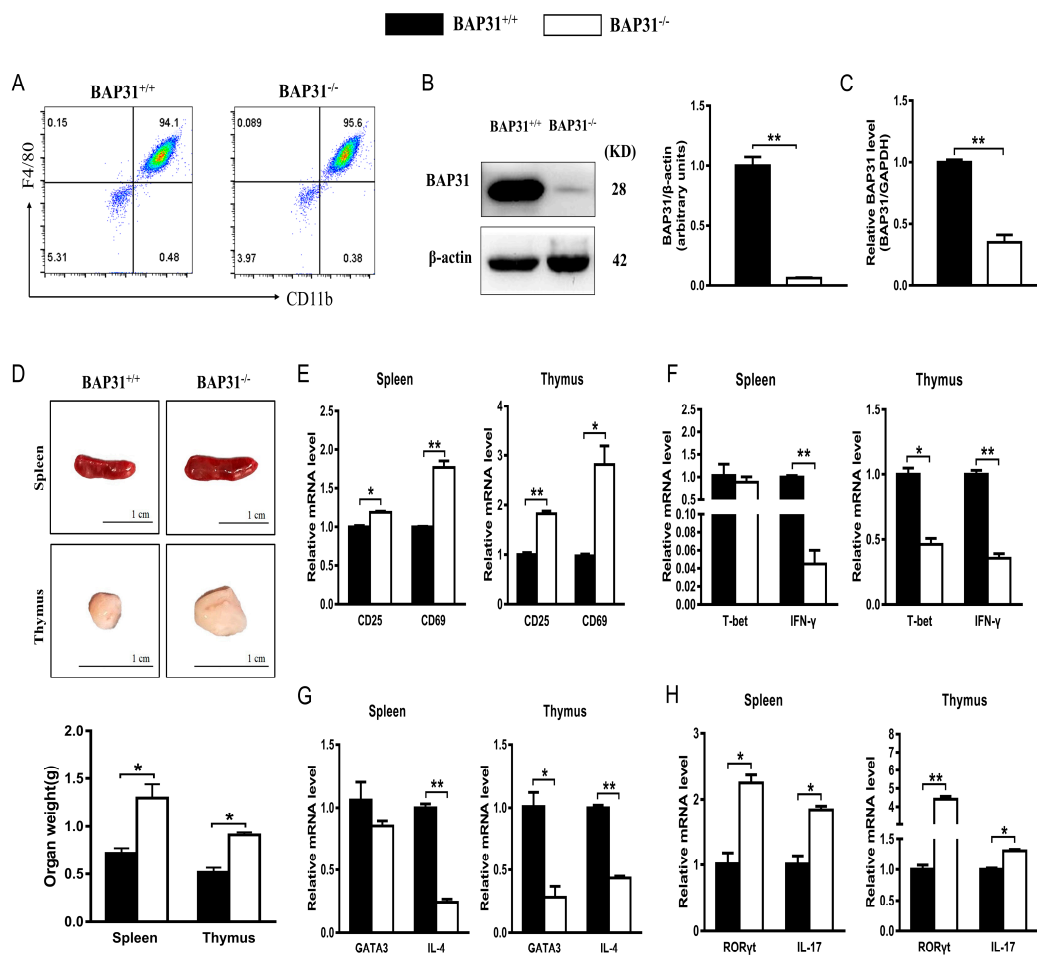 BAP31+/+ BAP31-/-
A
BAP31+/+ BAP31-/-
0.15 94.1
5.31 0.48
0.089 95.6
3.97 0.38
F4/80
CD11b
B
BAP31+/+ BAP31-/- (KD)
BAP31 28
β-actin 42
BAP31/β-actin
(arbitrary units)
1.5
1.0
0.5
0.0
**
C
Relative BAP31 level
(BAP31/GAPDH)
1.5
1.0
0.5
0.0
**
D
BAP31+/+ BAP31-/-
Spleen
1 cm 1 cm
Thymus
1 cm 1 cm
Organ weight(g)
2.0
1.5
1.0
0.5
0.0
* *
Spleen Thymus
E
Spleen
Relative mRNA level
2.5
2.0
1.5
1.0
0.5
0.0
* **
CD25 CD69
Thymus
Relative mRNA level
4
3
2
1
0
** *
CD25 CD69
F
Spleen
Relative mRNA level
2.5
2.0
1.5
1.0
0.5
0.10
0.08
0.06
0.04
0.02
0.00
**
T-bet IFN-γ
Thymus
Relative mRNA level
1.5
1.0
0.5
0.0
* **
T-bet IFN-γ
G
Spleen
Relative mRNA level
1.5
1.0
0.5
0.0
**
GATA3 IL-4
Thymus
Relative mRNA level
1.5
1.0
0.5
0.0
* **
GATA3 IL-4
H
Spleen
Relative mRNA level
3
2
1
0
* *
RORγt IL-17
Thymus
Relative mRNA level
8
7
6
5
4
1.5
1.0
0.5
0.0
** *
RORγt IL-17